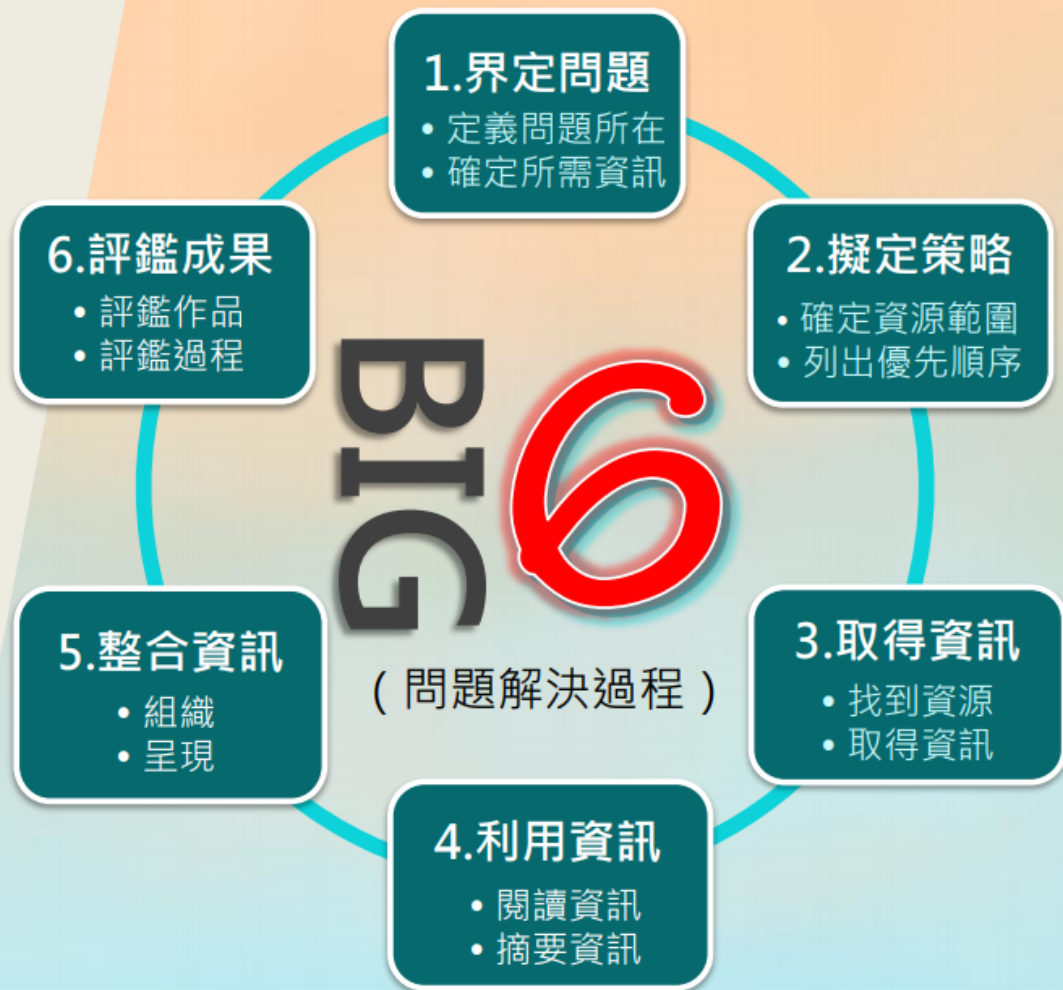 1.界定問題
• 定義問題所在
• 確定所需資訊
2.擬定策略
• 確定資源範圍
• 列出優先順序
3.取得資訊
• 找到資源
• 取得資訊
4.利用資訊
• 閱讀資訊
• 摘要資訊
5.整合資訊
• 組織
• 呈現
6.評鑑成果
• 評鑑作品
• 評鑑過程
BIG 6
(問題解決過程)